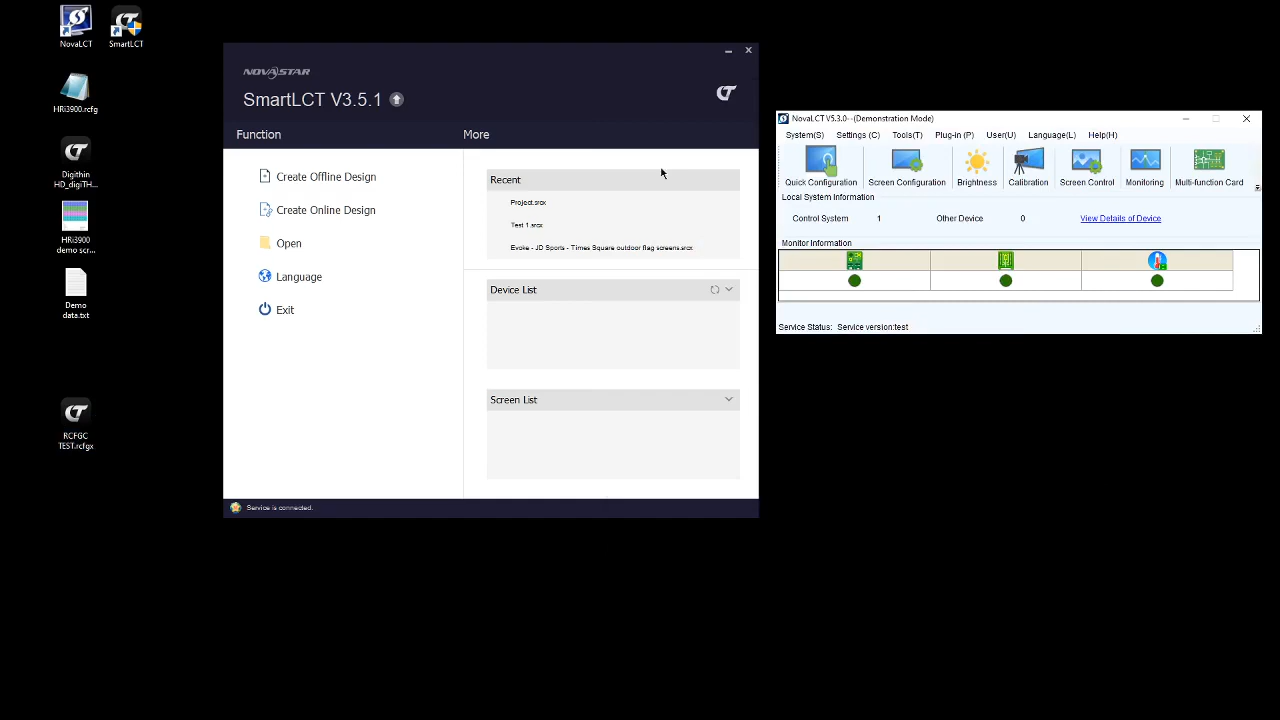 NovaLCT
SmartLCT
HRi3900.rcfg
Digithin
HD_digiTH...
HRi3900
demo scr...
Demo
data.txt
RCFGC
TEST.rcfgx
NOVASTAR
SmartLCT V3.5.1
Function
More
Create Offline Design
Create Online Design
Open
Language
Exit
Recent
Project.srcx
Test 1.srcx
Evoke - JD Sports - Times Square outdoor flag screens.srcx
Device List
Screen List
Service is connected.
NovaLCT V5.3.0--(Demonstration Mode)
System(S) Settings (C) Tools(T) Plug-in (P) User(U) Language(L) Help(H)
Quick Configuration Screen Configuration Brightness Calibration Screen Control Monitoring Multi-function Card
Local System Information
Control System 1 Other Device 0 View Details of Device
Monitor Information
Service Status: Service version:test